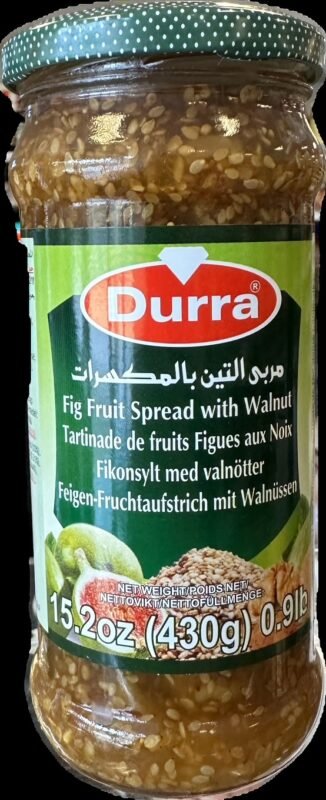 Durra®
مربى التين بالمكسرات
Fig Fruit Spread with Walnut
Tartinade de fruits Figues aux Noix
Fikonsylt med valnötter
Feigen-Fruchtaufstrich mit Walnüssen
NET WEIGHT/POIDS NET/
NETTOVIKT/NETTOFÜLLMENGE
15.2oz (430g) 0.9lb